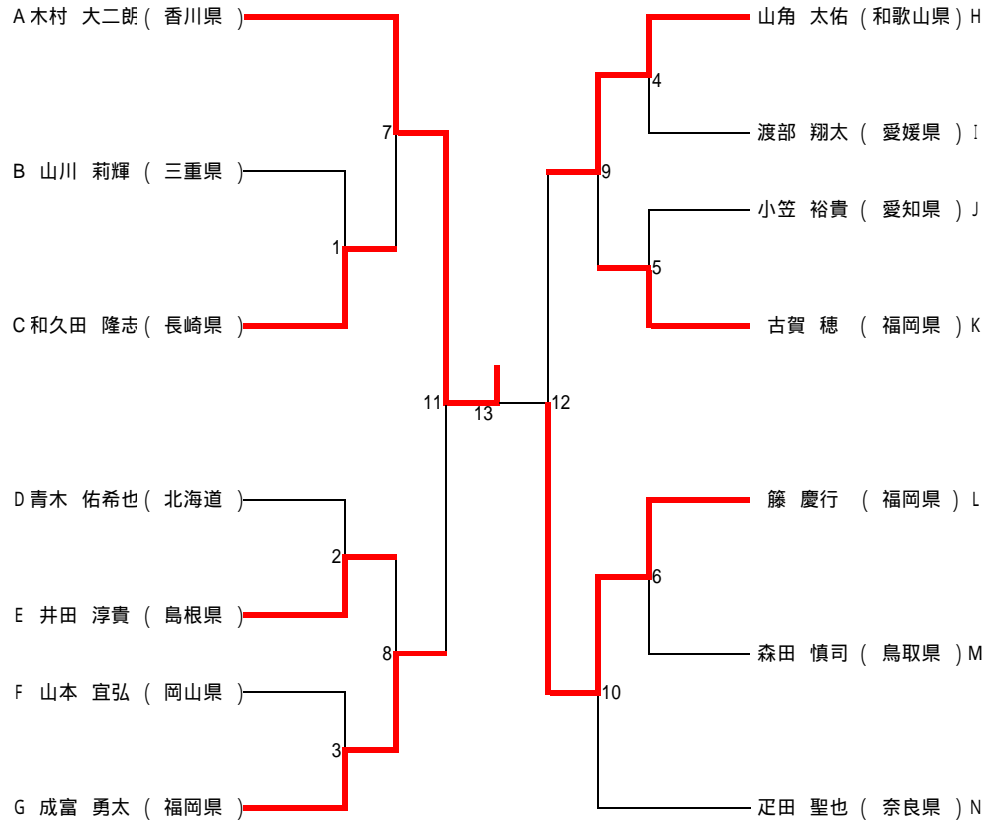 A 木村 大二朗 ( 香川県 )
山角 太佑 ( 和歌山県 ) H
4
7
渡部 翔太 ( 愛媛県 ) I
B 山川 莉輝 ( 三重県 )
9
小笠 裕貴 ( 愛知県 ) J
1
5
C 和久田 隆志 ( 長崎県 )
古賀 穂 ( 福岡県 ) K
11
13
12
D 青木 佑希也 ( 北海道 )
籐 慶行 ( 福岡県 ) L
2
6
E 井田 淳貴 ( 島根県 )
8
森田 慎司 ( 鳥取県 ) M
F 山本 宜弘 ( 岡山県 )
10
3
G 成富 勇太 ( 福岡県 )
疋田 聖也 ( 奈良県 ) N